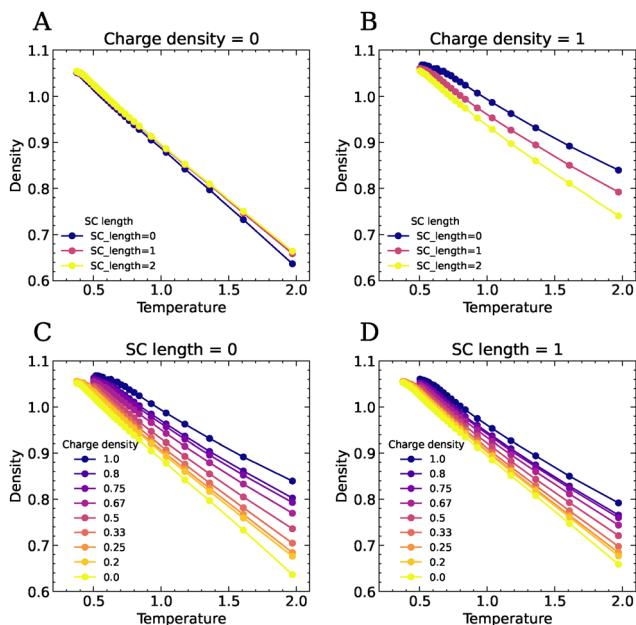 A
Charge density = 0
Density
1.1
1.0
0.9
0.8
0.7
0.6
SC length
SC_length=0
SC_length=1
SC_length=2
0.5 1.0 1.5 2.0
Temperature
B
Charge density = 1
Density
1.1
1.0
0.9
0.8
0.7
0.6
SC length
SC_length=0
SC_length=1
SC_length=2
0.5 1.0 1.5 2.0
Temperature
C
SC length = 0
Density
1.1
1.0
0.9
0.8
0.7
0.6
Charge density
1.0
0.8
0.75
0.67
0.5
0.33
0.25
0.2
0.0
0.5 1.0 1.5 2.0
Temperature
D
SC length = 1
Density
1.1
1.0
0.9
0.8
0.7
0.6
Charge density
1.0
0.8
0.75
0.67
0.5
0.33
0.25
0.2
0.0
0.5 1.0 1.5 2.0
Temperature